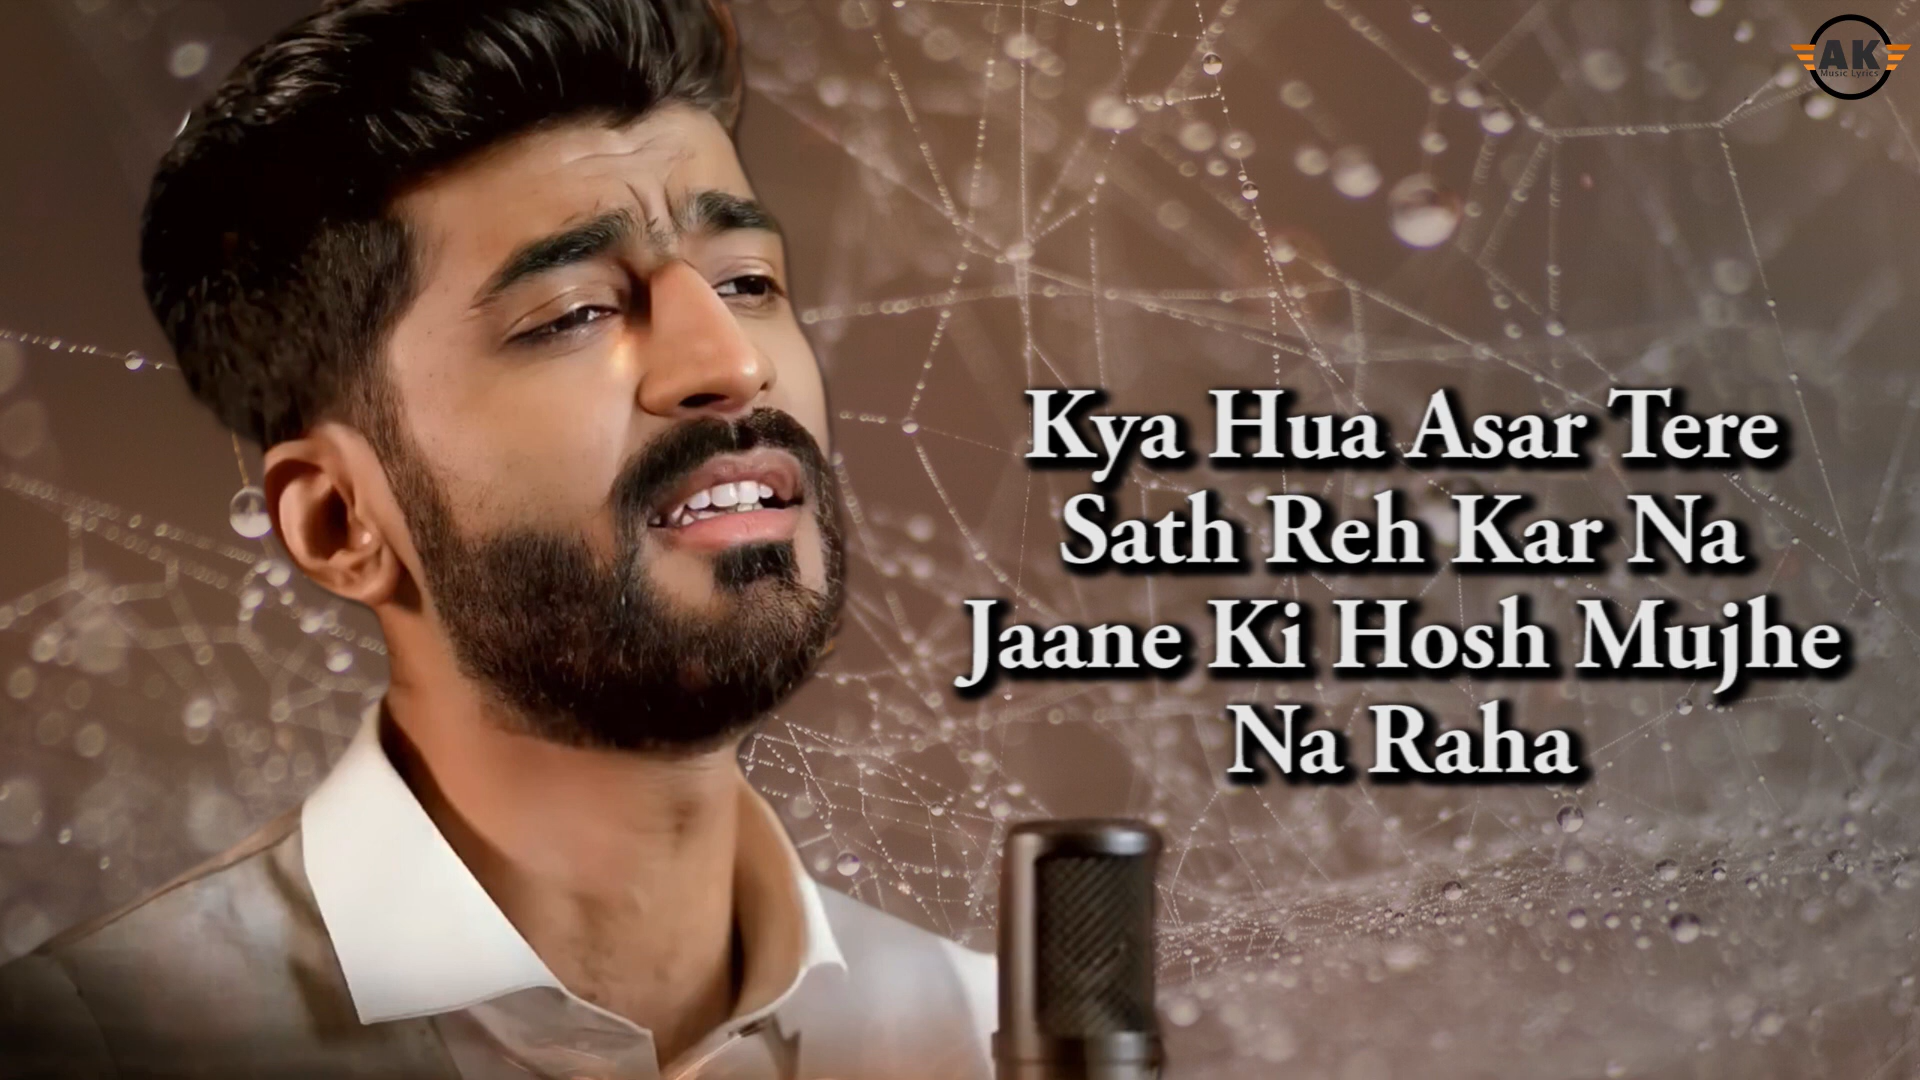 AK
Music Lyrics
Kya Hua Asar Tere
Sath Reh Kar Na
Jaane Ki Hosh Mujhe
Na Raha